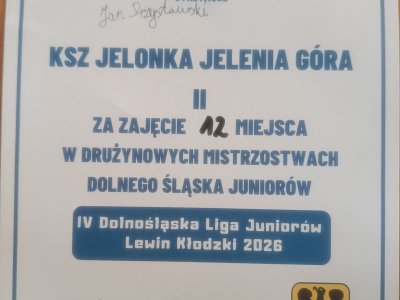 Jan Przystawski
KSZ JELONKA JELENIA GÓRA
II
ZA ZAJĘCIE 12 MIEJSCA
W DRUŻYNOWYCH MISTRZOSTWACH
DOLNEGO ŚLĄSKA JUNIORÓW
IV Dolnośląska Liga Juniorów
Lewin Kłodzki 2026